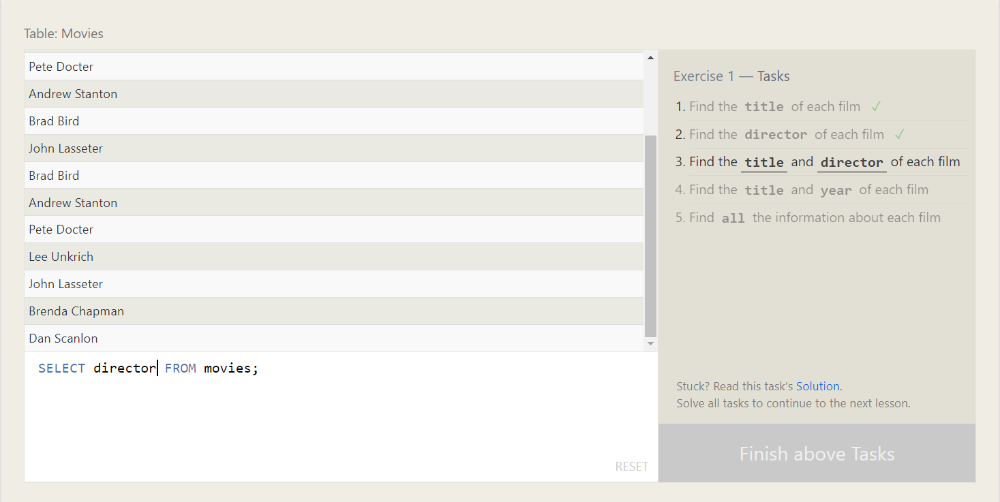 Table: Movies
Pete Docter
Andrew Stanton
Brad Bird
John Lasseter
Brad Bird
Andrew Stanton
Pete Docter
Lee Unkrich
John Lasseter
Brenda Chapman
Dan Scanlon
SELECT director FROM movies;
RESET
Exercise 1 — Tasks
1. Find the title of each film ✓
2. Find the director of each film ✓
3. Find the title and director of each film
4. Find the title and year of each film
5. Find all the information about each film
Stuck? Read this task's Solution.
Solve all tasks to continue to the next lesson.
Finish above Tasks